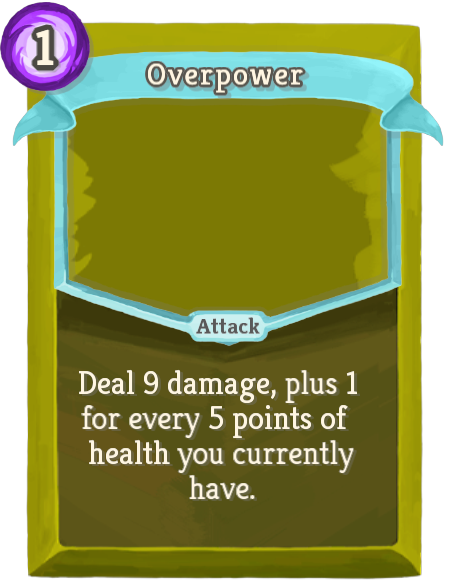 1
Overpower
Attack
Deal 9 damage, plus 1
for every 5 points of
health you currently
have.